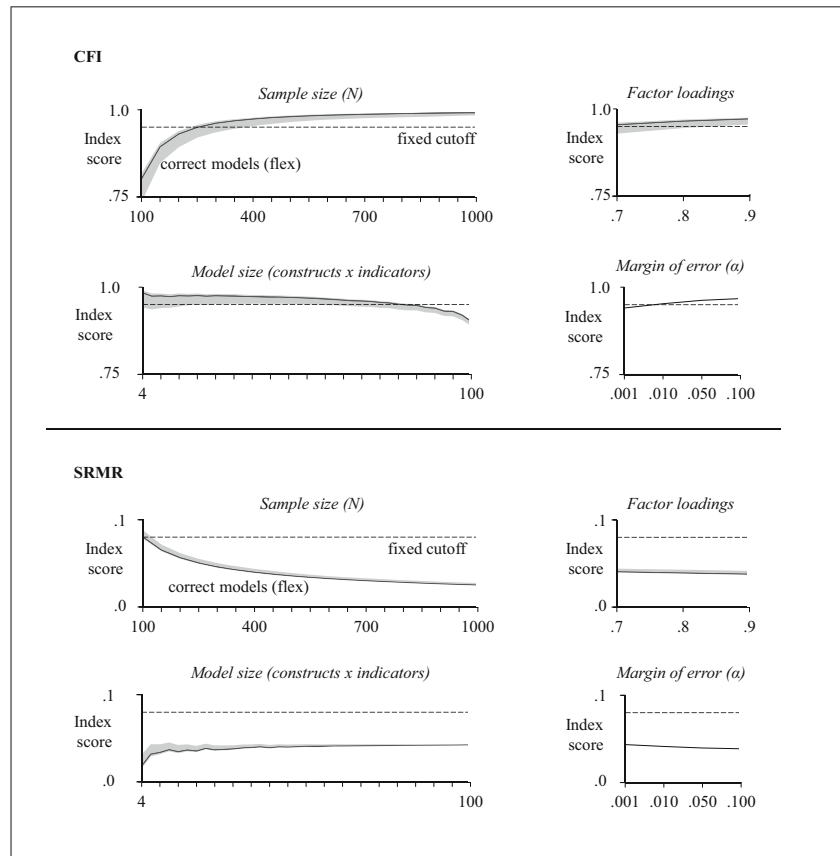 CFI
Sample size (N)
1.0
Index
score
.75
fixed cutoff
correct models (flex)
100 400 700 1000
Factor loadings
1.0
Index
score
.75
.7 .8 .9
Model size (constructs x indicators)
1.0
Index
score
.75
4 100
Margin of error (α)
1.0
Index
score
.75
.001 .010 .050 .100
SRMR
Sample size (N)
.1
Index
score
.0
fixed cutoff
correct models (flex)
100 400 700 1000
Factor loadings
.1
Index
score
.0
.7 .8 .9
Model size (constructs x indicators)
.1
Index
score
.0
4 100
Margin of error (α)
.1
Index
score
.0
.001 .010 .050 .100